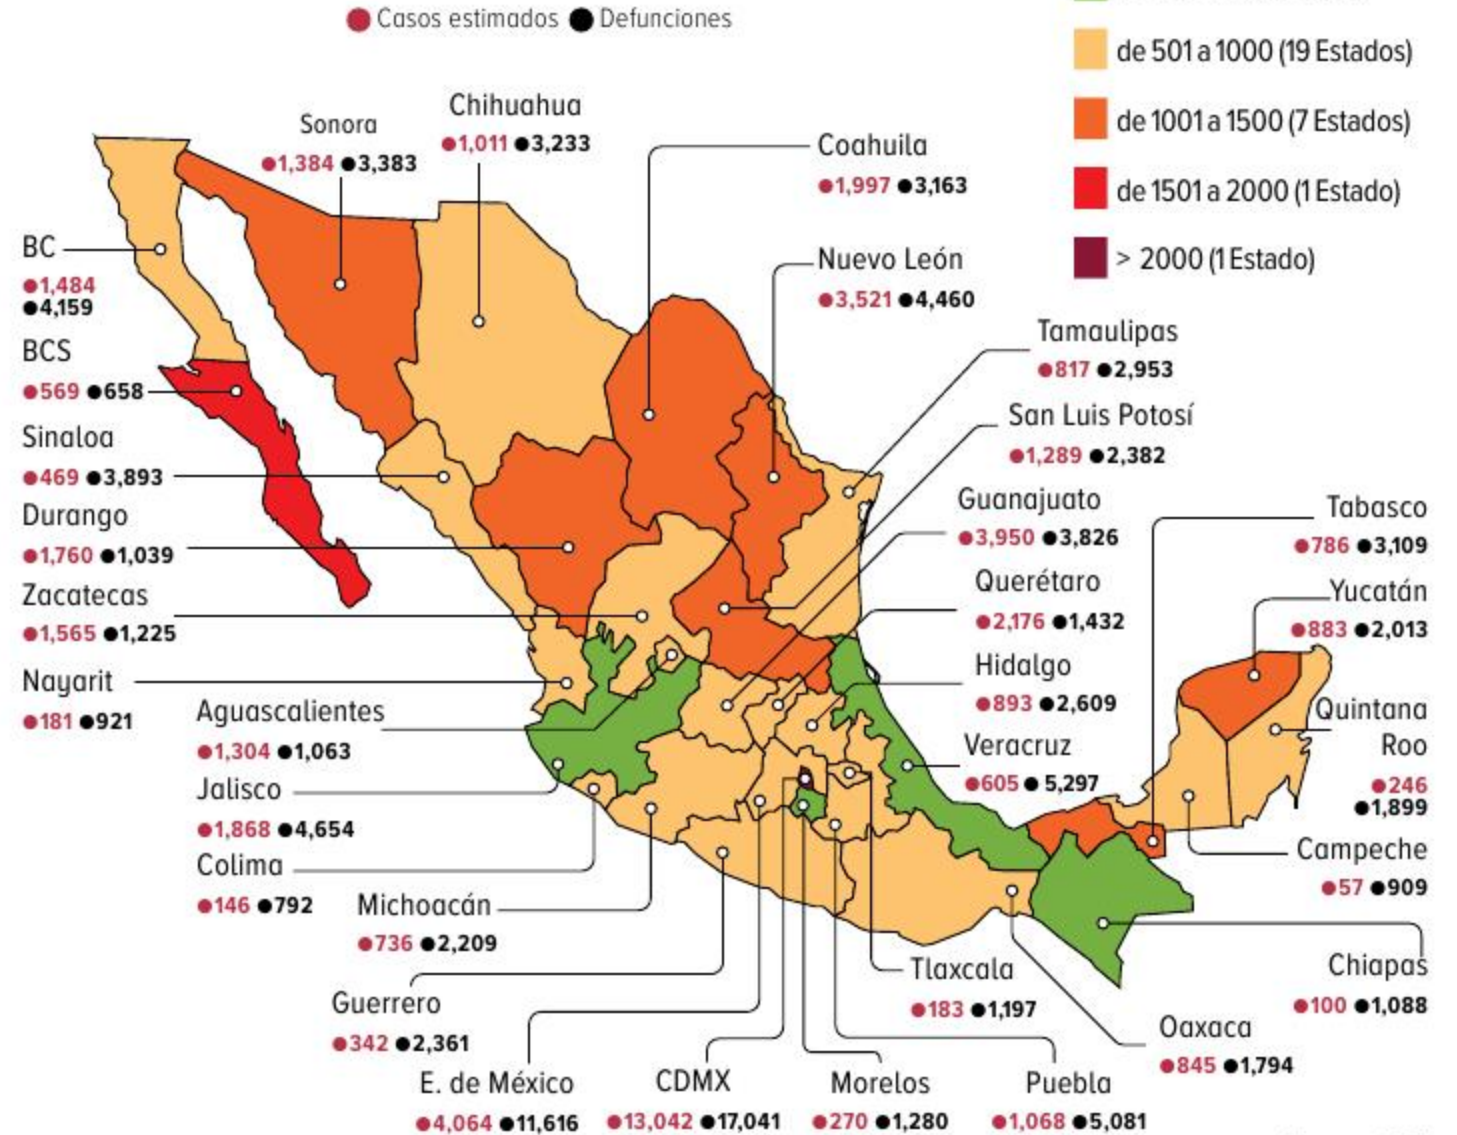 Casos estimados Defunciones
de 501 a 1000 (19 Estados)
de 1001 a 1500 (7 Estados)
de 1501 a 2000 (1 Estado)
> 2000 (1 Estado)
Sonora
1,384 3,383
Chihuahua
1,011 3,233
Coahuila
1,997 3,163
Nuevo León
3,521 4,460
Tamaulipas
817 2,953
San Luis Potosí
1,289 2,382
Guanajuato
3,950 3,826
Querétaro
2,176 1,432
Hidalgo
893 2,609
Veracruz
605 5,297
Tabasco
786 3,109
Yucatán
883 2,013
Quintana
Roo
246
1,899
Campeche
57 909
Chiapas
100 1,088
Oaxaca
845 1,794
Tlaxcala
183 1,197
Puebla
1,068 5,081
Morelos
270 1,280
CDMX
13,042 17,041
E. de México
4,064 11,616
Guerrero
342 2,361
Michoacán
736 2,209
Colima
146 792
Jalisco
1,868 4,654
Aguascalientes
1,304 1,063
Nayarit
181 921
Zacatecas
1,565 1,225
Durango
1,760 1,039
Sinaloa
469 3,893
BCS
569 658
BC
1,484
4,159